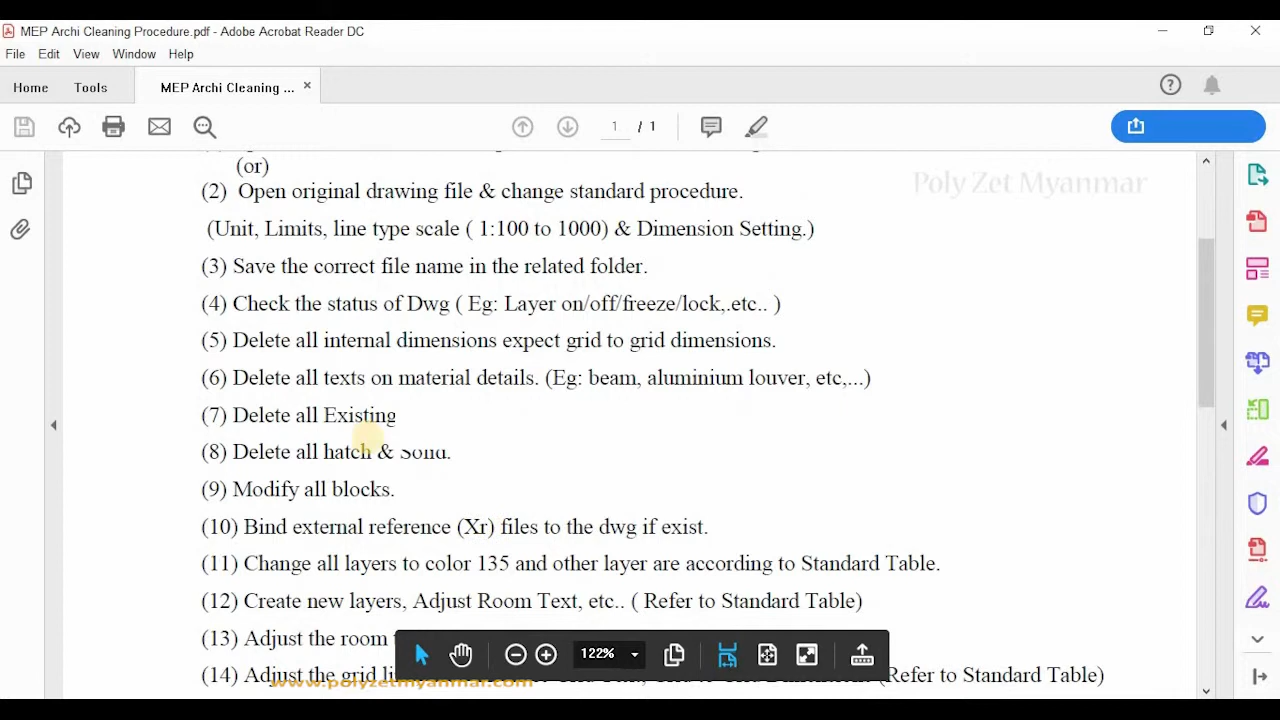 MEP Archi Cleaning Procedure.pdf - Adobe Acrobat Reader DC
File Edit View Window Help
Home Tools MEP Archi Cleaning ... ×
1 / 1
(or)
Poly Zet Myanmar
(2) Open original drawing file & change standard procedure.
(Unit, Limits, line type scale ( 1:100 to 1000) & Dimension Setting.)
(3) Save the correct file name in the related folder.
(4) Check the status of Dwg ( Eg: Layer on/off/freeze/lock,.etc.. )
(5) Delete all internal dimensions expect grid to grid dimensions.
(6) Delete all texts on material details. (Eg: beam, aluminium louver, etc,...)
(7) Delete all Existing
(8) Delete all hatch & Solid.
(9) Modify all blocks.
(10) Bind external reference (Xr) files to the dwg if exist.
(11) Change all layers to color 135 and other layer are according to Standard Table.
(12) Create new layers, Adjust Room Text, etc.. ( Refer to Standard Table)
(13) Adjust the room
122%
(14) Adjust the grid (Refer to Standard Table)
www.polyzetmyanmar.com